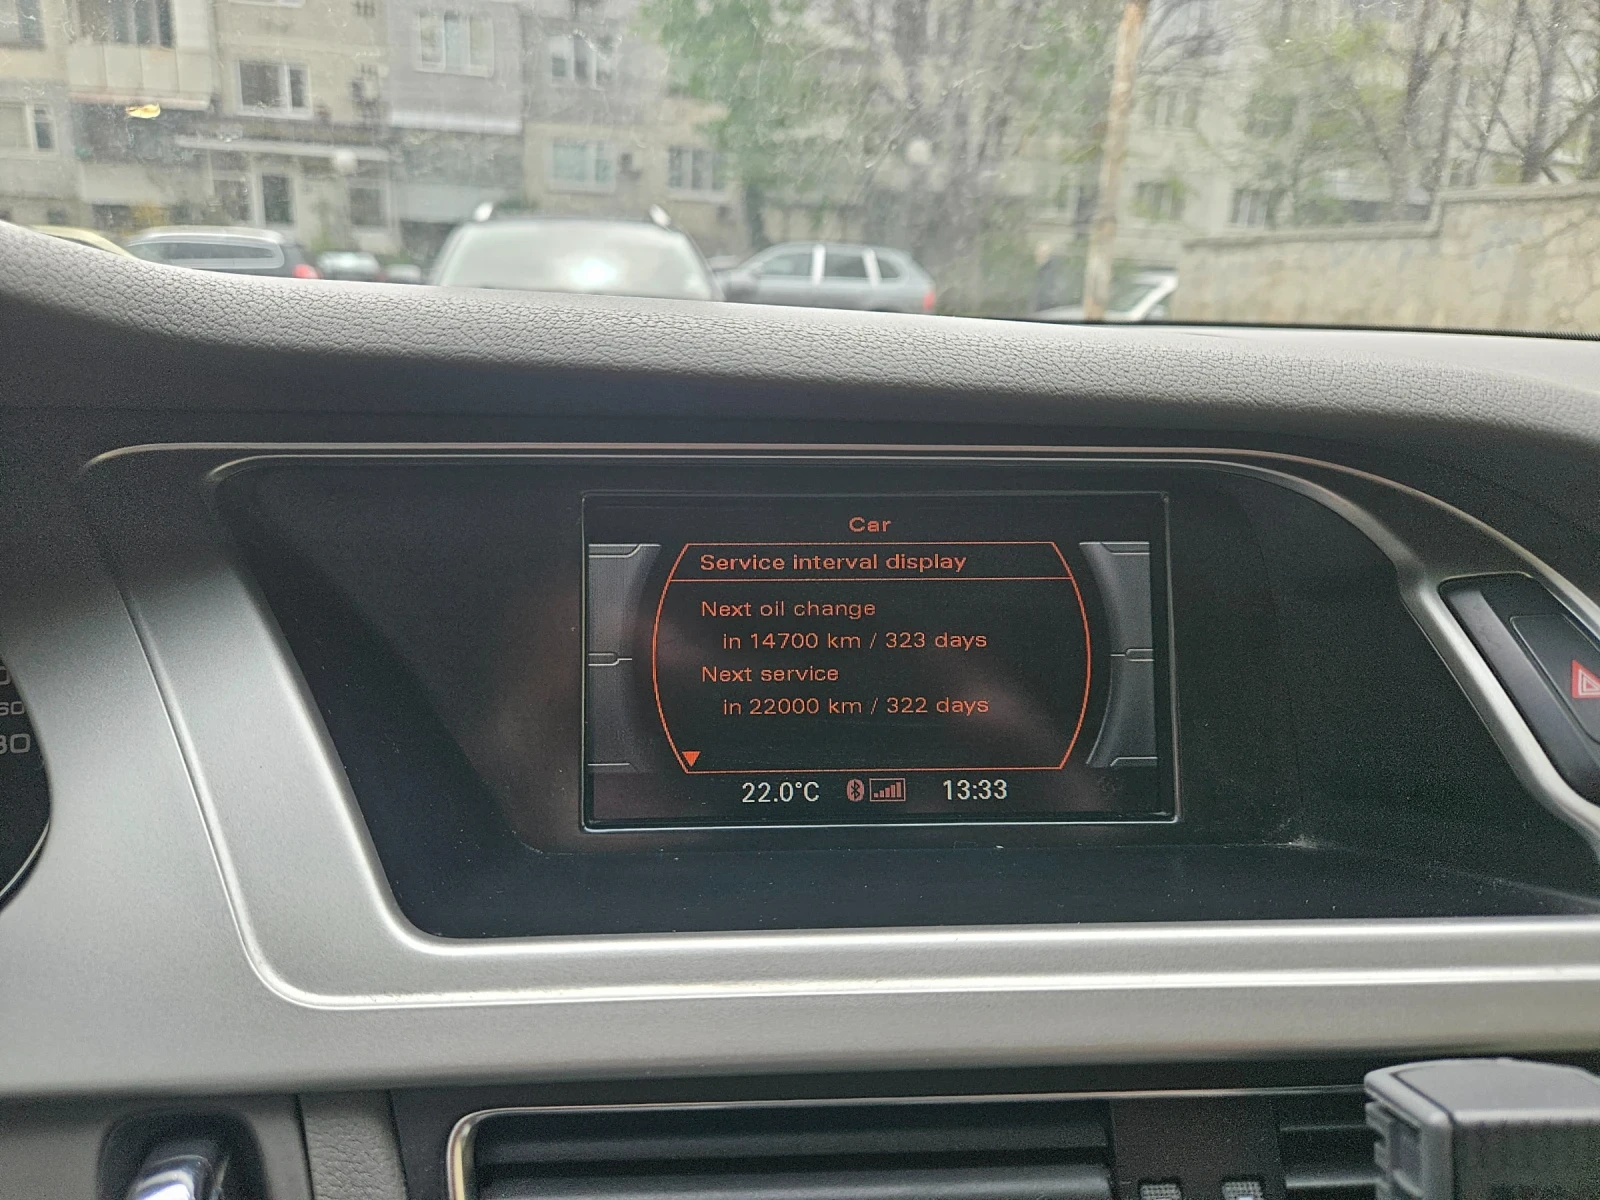 Car
Service interval display
Next oil change
in 14700 km / 323 days
Next service
in 22000 km / 322 days
22.0°C 13:33